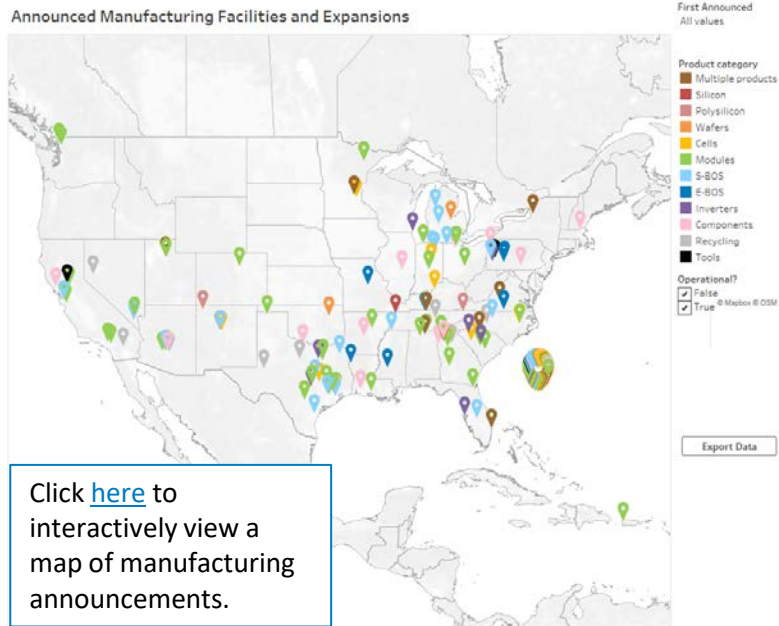 Announced Manufacturing Facilities and Expansions
First Announced
All values
Product category
Multiple products
Silicon
Polysilicon
Wafers
Cells
Modules
S-BOS
E-BOS
Inverters
Components
Recycling
Tools
Operational?
False
True
© Mapbox © OSM
Export Data
Click here to
interactively view a
map of manufacturing
announcements.